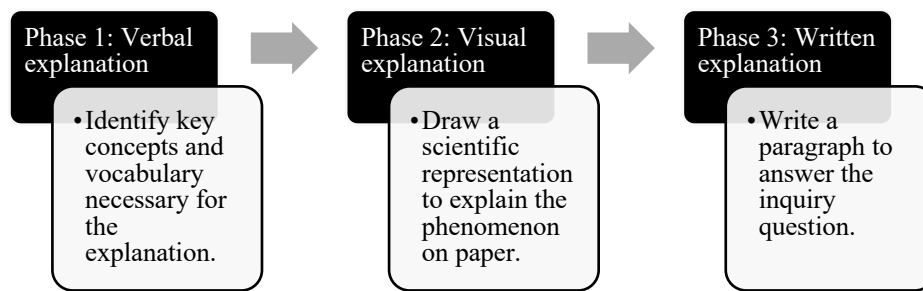 Phase 1: Verbal
explanation
•Identify key
concepts and
vocabulary
necessary for
the
explanation.
Phase 2: Visual
explanation
•Draw a
scientific
representation
to explain the
phenomenon
on paper.
Phase 3: Written
explanation
•Write a
paragraph to
answer the
inquiry
question.